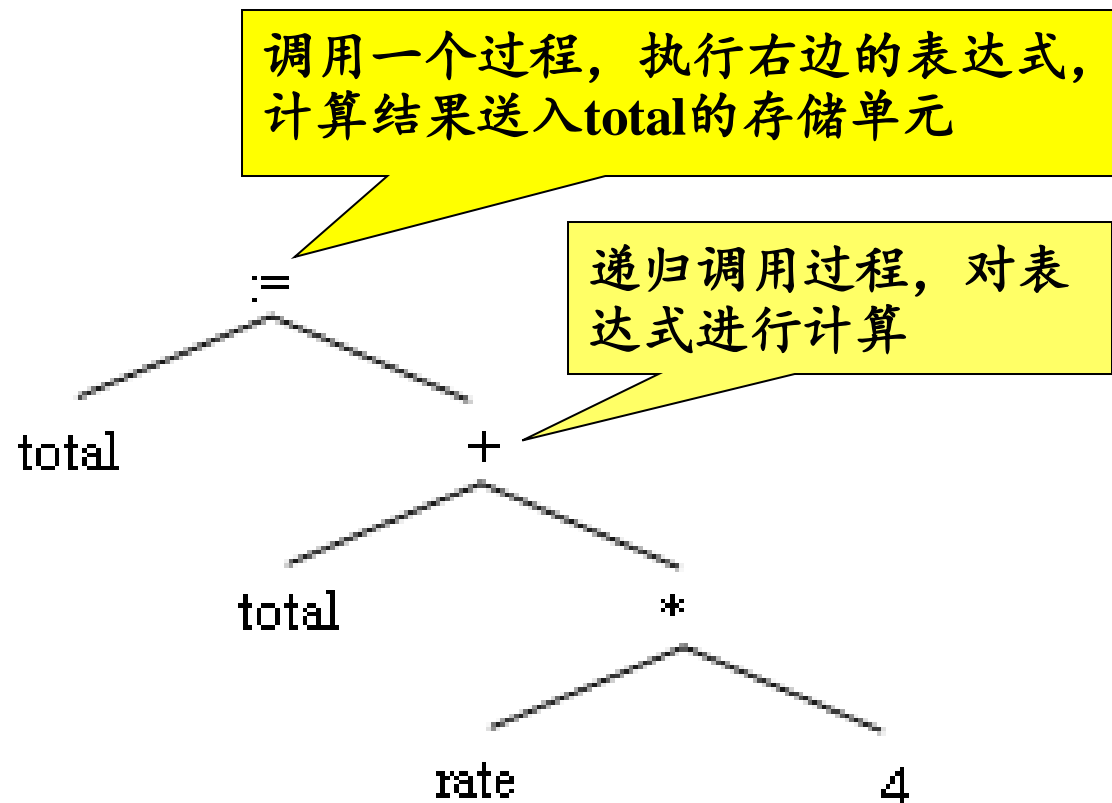 调用一个过程，执行右边的表达式，
计算结果送入total的存储单元
:=
递归调用过程，对表
达式进行计算
total
+
total
*
rate
4